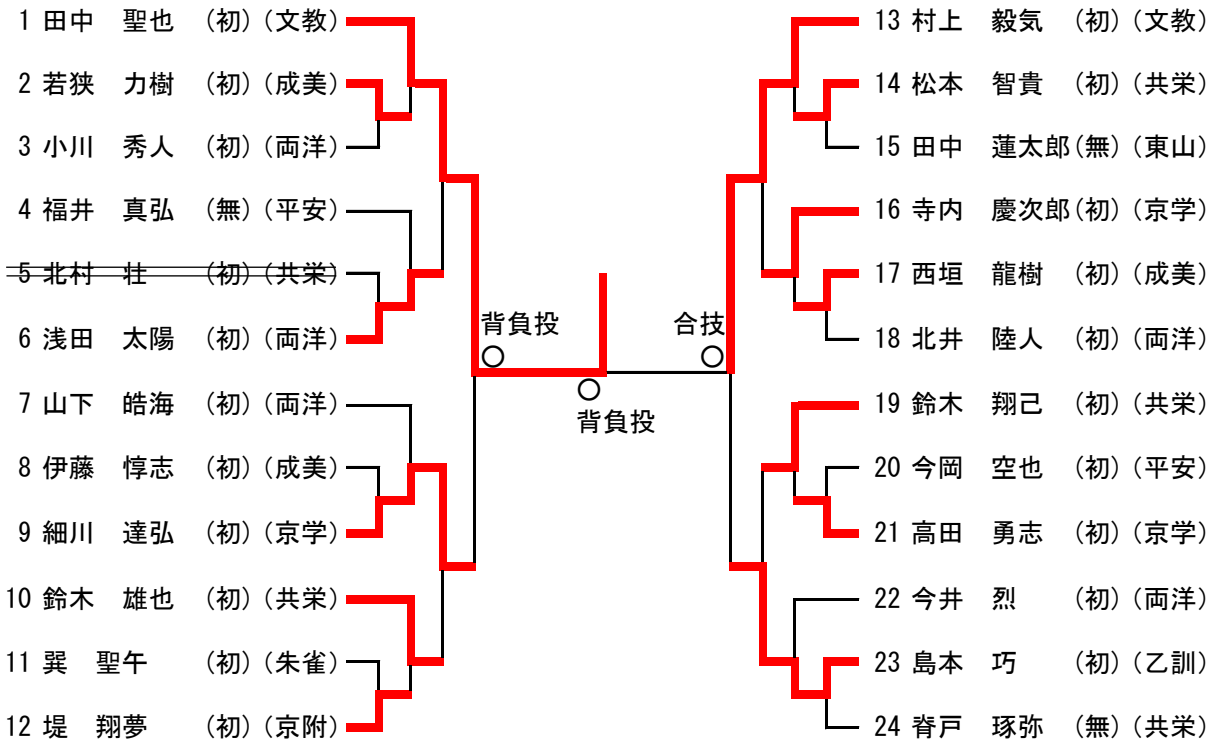 1 田中 聖也 (初)(文教)
2 若狭 力樹 (初)(成美)
3 小川 秀人 (初)(両洋)
4 福井 真弘 (無)(平安)
5 北村 壮 (初)(共栄)
6 浅田 太陽 (初)(両洋)
7 山下 皓海 (初)(両洋)
8 伊藤 惇志 (初)(成美)
9 細川 達弘 (初)(京学)
10 鈴木 雄也 (初)(共栄)
11 巽 聖午 (初)(朱雀)
12 堤 翔夢 (初)(京附)
背負投
合技
背負投
13 村上 毅気 (初)(文教)
14 松本 智貴 (初)(共栄)
15 田中 蓮太郎(無)(東山)
16 寺内 慶次郎(初)(京学)
17 西垣 龍樹 (初)(成美)
18 北井 陸人 (初)(両洋)
19 鈴木 翔己 (初)(共栄)
20 今岡 空也 (初)(平安)
21 高田 勇志 (初)(京学)
22 今井 烈 (初)(両洋)
23 島本 巧 (初)(乙訓)
24 脊戸 琢弥 (無)(共栄)